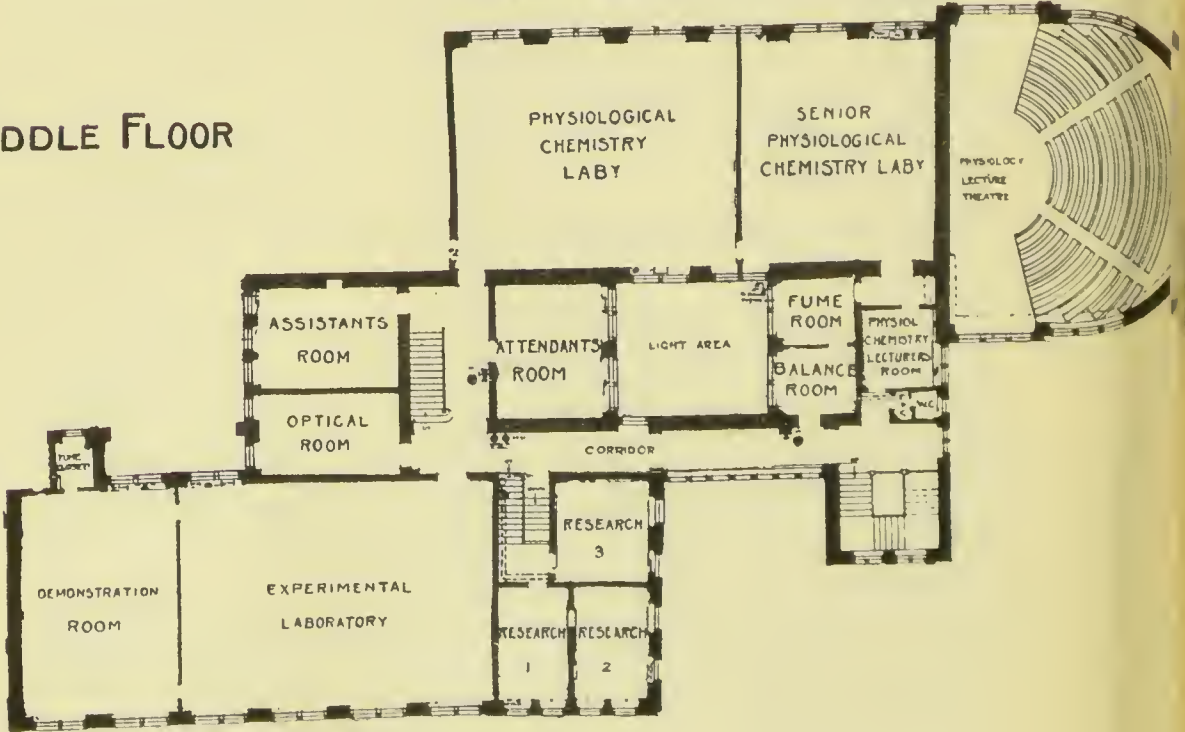 DDLE FLOOR
PHYSIOLOGICAL
CHEMISTRY
LABY
SENIOR
PHYSIOLOGICAL
CHEMISTRY LABY
PHYSIOLOGY
LECTURE
THEATRE
ASSISTANTS
ROOM
ATTENDANTS
ROOM
LIGHT AREA
FUME
ROOM
PHYSIOL
CHEMISTRY
LECTURERS
ROOM
BALANCE
ROOM
W.C.
OPTICAL
ROOM
CORRIDOR
FUME
RESEARCH
3
DEMONSTRATION
ROOM
EXPERIMENTAL
LABORATORY
RESEARCH
1
RESEARCH
2